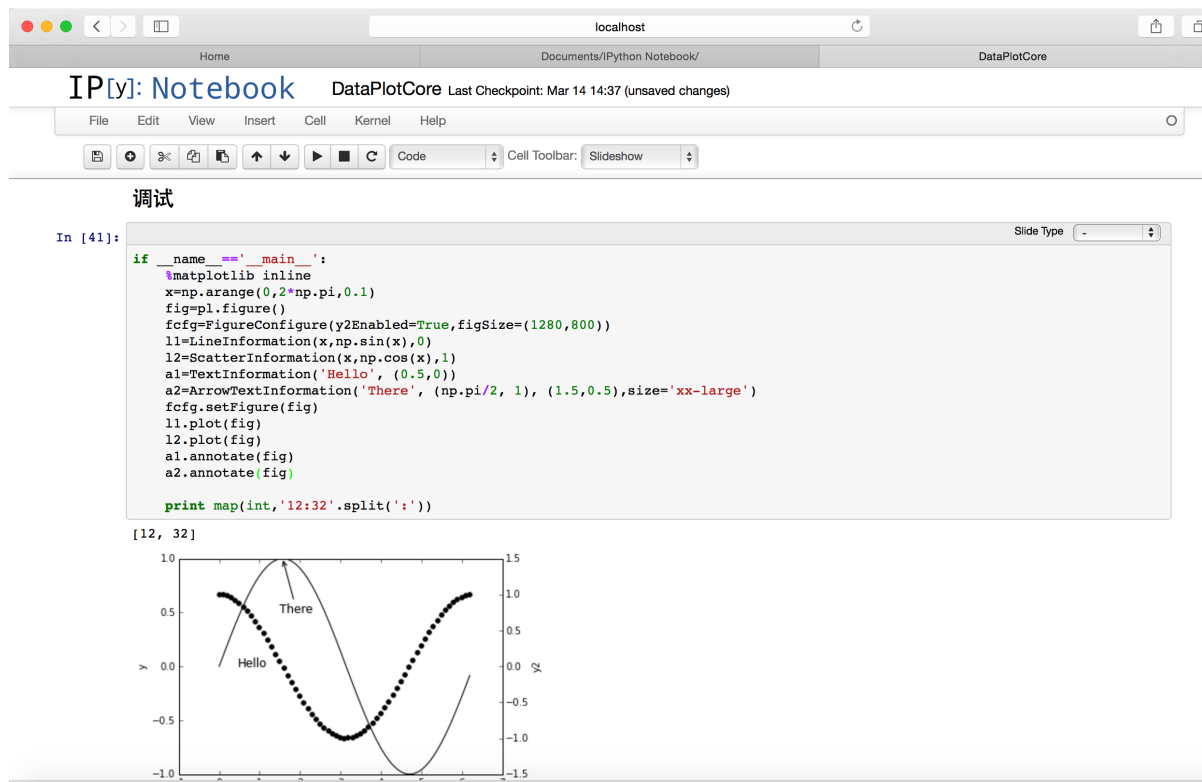 localhost
Home
Documents/IPython Notebook/
DataPlotCore
IP[y]: Notebook DataPlotCore Last Checkpoint: Mar 14 14:37 (unsaved changes)
File Edit View Insert Cell Kernel Help
Code Cell Toolbar: Slideshow
调试
In [41]:
Slide Type -
if __name__=='__main__':
    %matplotlib inline
    x=np.arange(0,2*np.pi,0.1)
    fig=pl.figure()
    fcfg=FigureConfigure(y2Enabled=True,figSize=(1280,800))
    l1=LineInformation(x,np.sin(x),0)
    l2=ScatterInformation(x,np.cos(x),1)
    a1=TextInformation('Hello', (0.5,0))
    a2=ArrowTextInformation('There', (np.pi/2, 1), (1.5,0.5),size='xx-large')
    fcfg.setFigure(fig)
    l1.plot(fig)
    l2.plot(fig)
    a1.annotate(fig)
    a2.annotate(fig)
    print map(int,'12:32'.split(':'))
[12, 32]
1.0
0.5
0.0
−0.5
−1.0
y
There
Hello
1.5
1.0
0.5
0.0
−0.5
−1.0
−1.5
y2